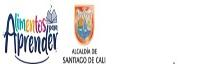 Alimentos para
Aprender
ALCALDÍA DE
SANTIAGO DE CALI